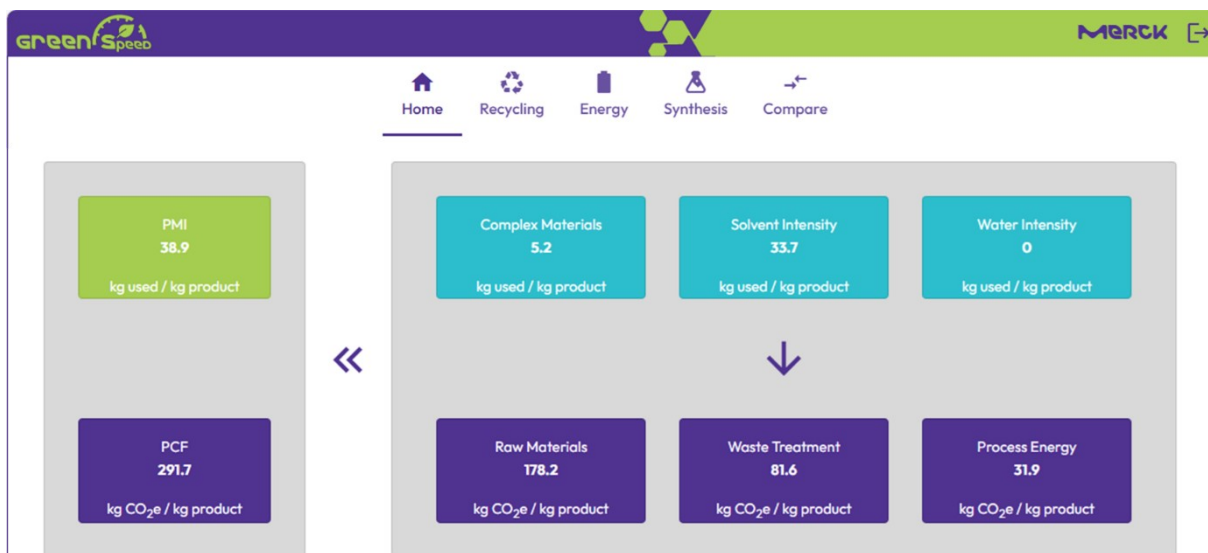 Green Speed
MERCK
Home
Recycling
Energy
Synthesis
Compare
PMI
38.9
kg used / kg product
Complex Materials
5.2
kg used / kg product
Solvent Intensity
33.7
kg used / kg product
Water Intensity
0
kg used / kg product
PCF
291.7
kg CO₂e / kg product
Raw Materials
178.2
kg CO₂e / kg product
Waste Treatment
81.6
kg CO₂e / kg product
Process Energy
31.9
kg CO₂e / kg product